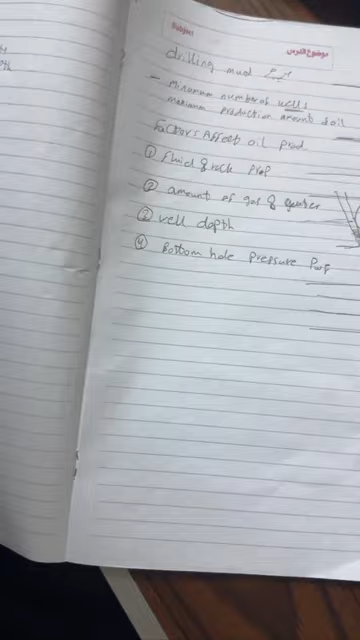 Subject موضوع الدرس
drilling mud
- Minimum number of wells
maximum production amount of oil
Factors Affect oil prod
① Fluid & rock prop
② amount of gas &
③ well depth
④ Bottom hole pressure Pwf